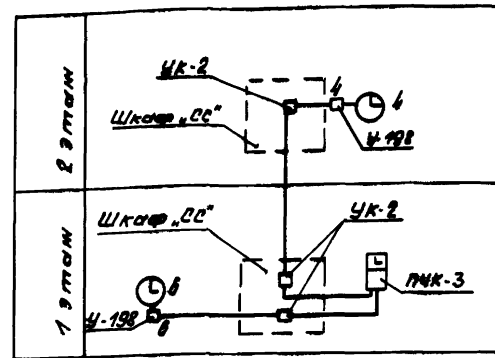 2 этаж
УК-2
4
4
Шкаф „СС“
У-198
1 этаж
Шкаф „СС“
УК-2
6
ПЧК-3
У-198
6